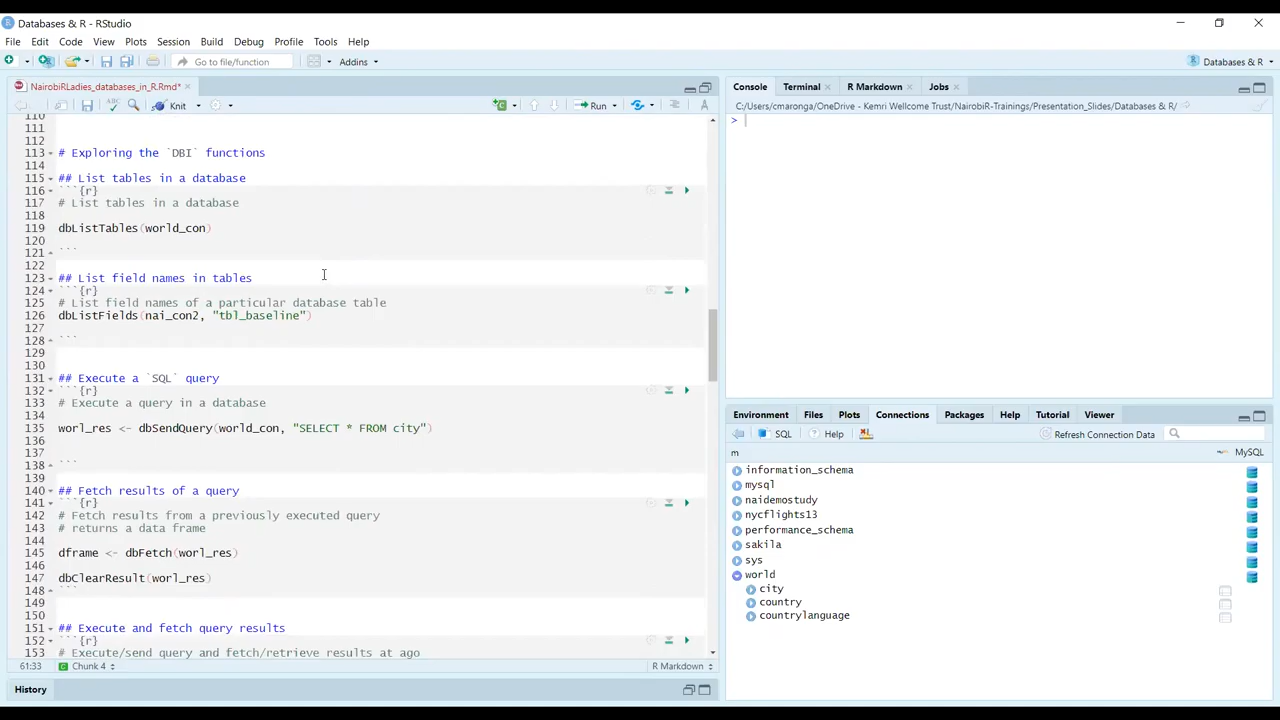 Databases & R - RStudio
File Edit Code View Plots Session Build Debug Profile Tools Help
Go to file/function Addins Databases & R
NairobiRLadies_databases_in_R.Rmd*
Knit Run
110
111
112
113 # Exploring the `DBI` functions
114
115 ## List tables in a database
116 ```{r}
117 # List tables in a database
118
119 dbListTables(world_con)
120
121 ```
122
123 ## List field names in tables
124 ```{r}
125 # List field names of a particular database table
126 dbListFields(nai_con2, "tbl_baseline")
127
128 ```
129
130
131 ## Execute a `SQL` query
132 ```{r}
133 # Execute a query in a database
134
135 worl_res <- dbSendQuery(world_con, "SELECT * FROM city")
136
137
138 ```
139
140 ## Fetch results of a query
141 ```{r}
142 # Fetch results from a previously executed query
143 # returns a data frame
144
145 dframe <- dbFetch(worl_res)
146
147 dbClearResult(worl_res)
148 ```
149
150
151 ## Execute and fetch query results
152 ```{r}
153 # Execute/send query and fetch/retrieve results at ago
61:33 Chunk 4 R Markdown
History
Console Terminal R Markdown Jobs
C:/Users/cmaronga/OneDrive - Kemri Wellcome Trust/NairobiR-Trainings/Presentation_Slides/Databases & R/
>
Environment Files Plots Connections Packages Help Tutorial Viewer
SQL Help Refresh Connection Data
m MySQL
information_schema
mysql
naidemostudy
nycflights13
performance_schema
sakila
sys
world
city
country
countrylanguage